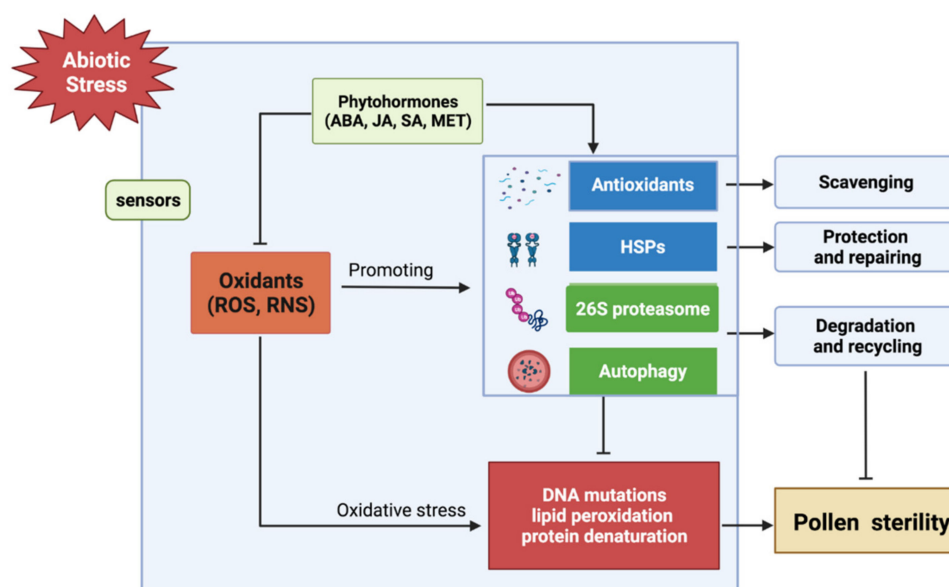 Abiotic
Stress
Phytohormones
(ABA, JA, SA, MET)
sensors
Antioxidants
Scavenging
HSPs
Protection
and repairing
Oxidants
(ROS, RNS)
Promoting
26S proteasome
Degradation
and recycling
Autophagy
Oxidative stress
DNA mutations
lipid peroxidation
protein denaturation
Pollen sterility